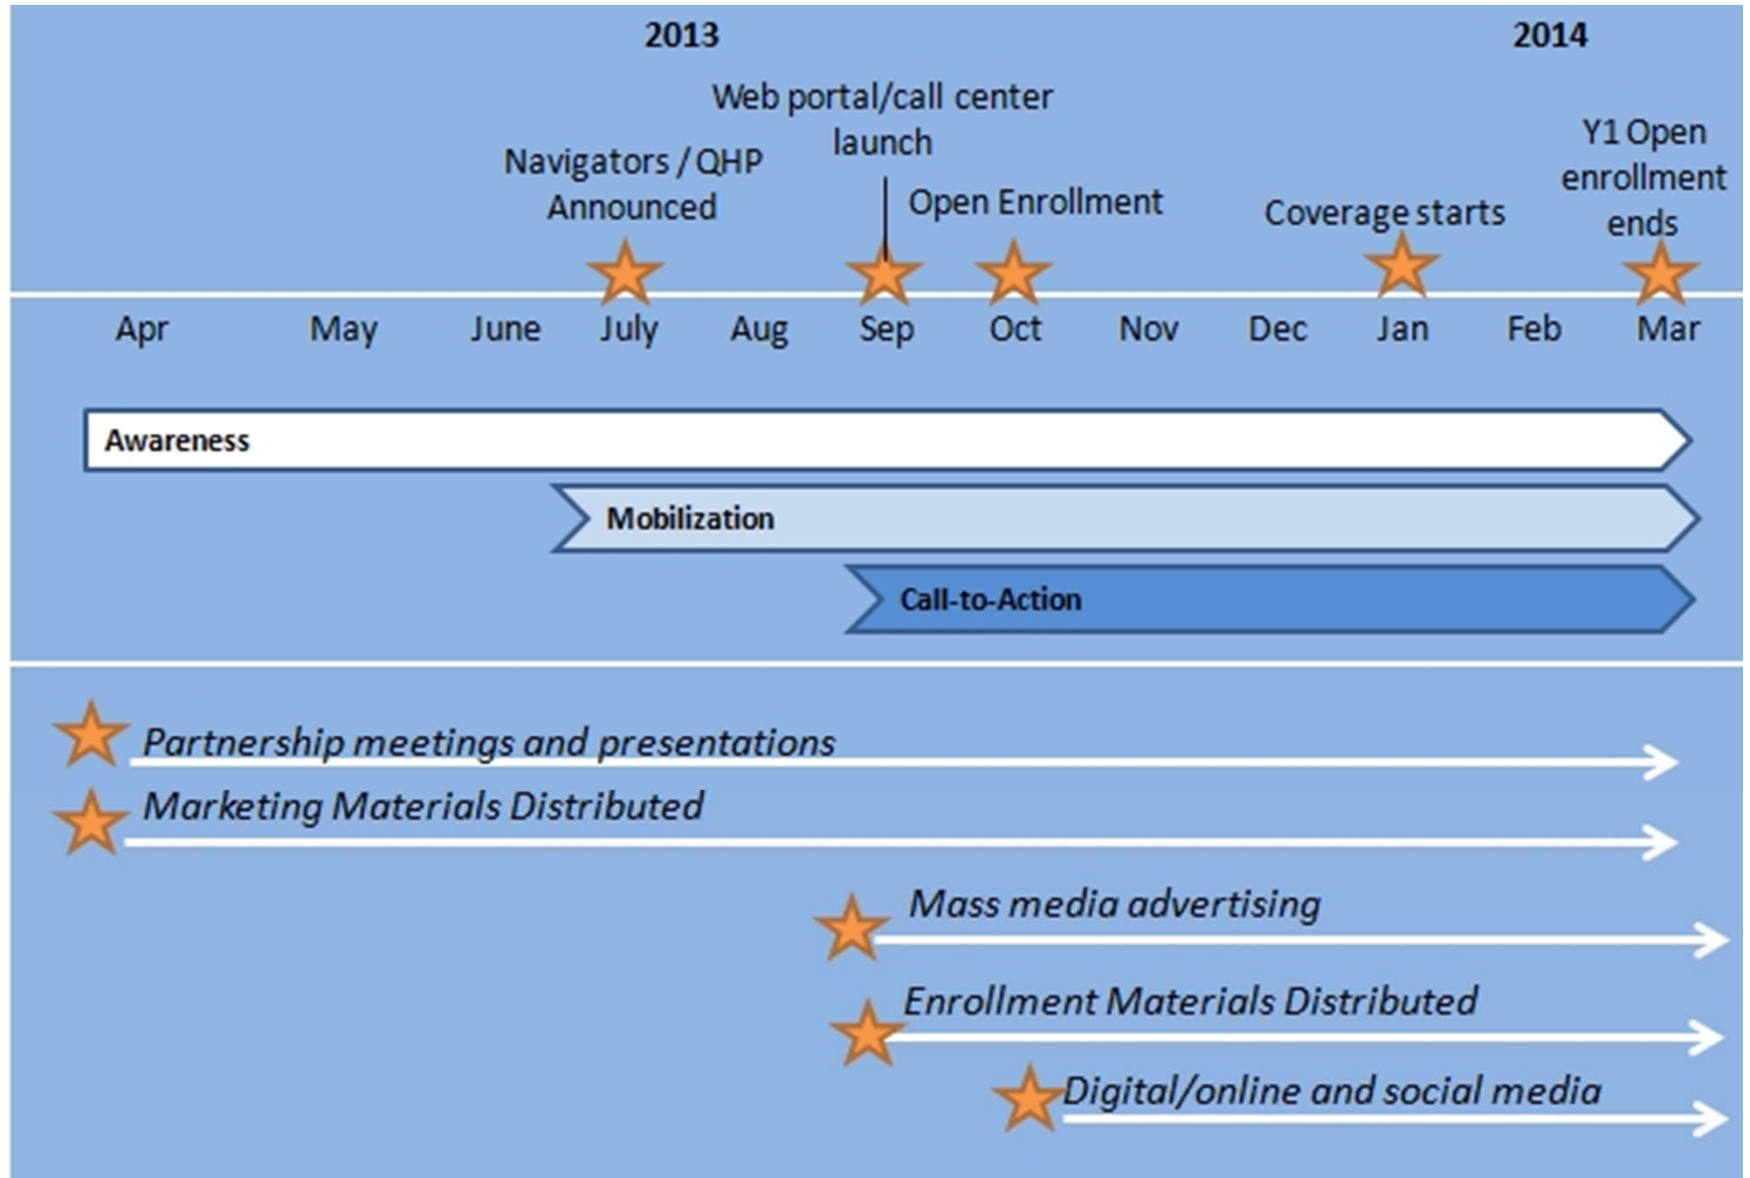 2013
2014
Web portal/call center
launch
Y1 Open
enrollment
ends
Navigators / QHP
Announced
Open Enrollment
Coverage starts
Apr May June July Aug Sep Oct Nov Dec Jan Feb Mar
Awareness
Mobilization
Call-to-Action
Partnership meetings and presentations
Marketing Materials Distributed
Mass media advertising
Enrollment Materials Distributed
Digital/online and social media